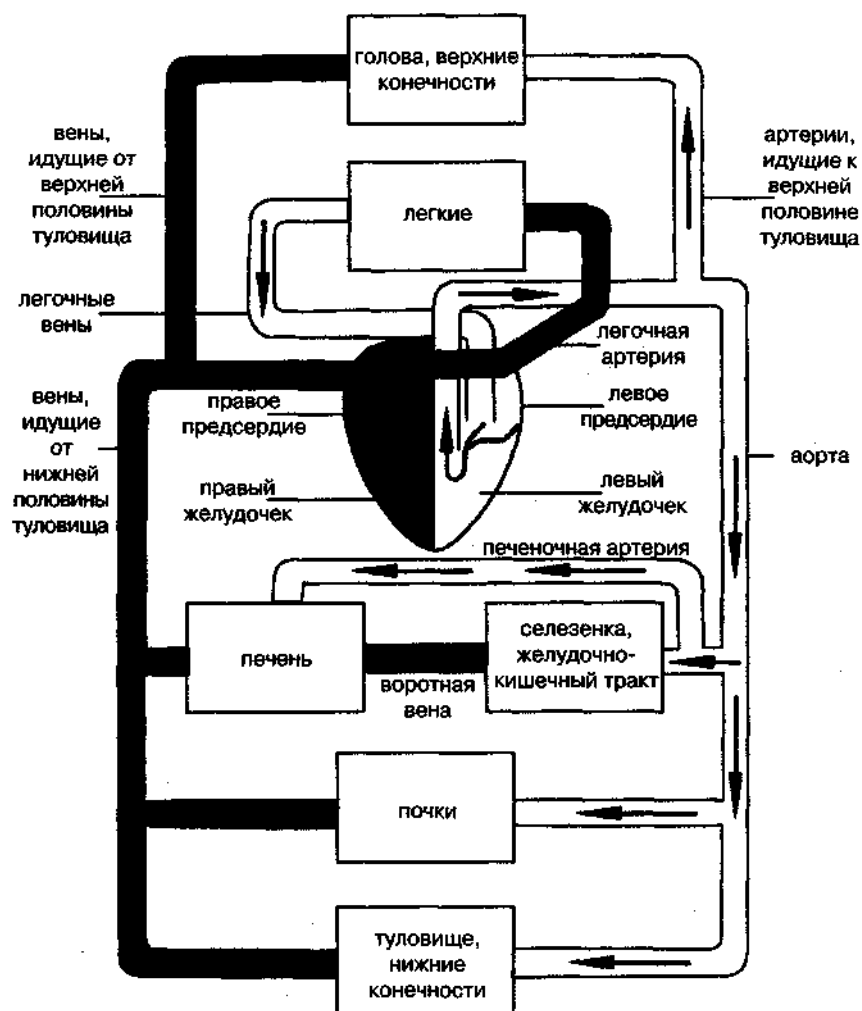 голова, верхние
конечности
вены,
идущие от
верхней
половины
туловища
артерии,
идущие к
верхней
половине
туловища
легкие
легочные
вены
легочная
артерия
вены,
идущие
от
нижней
половины
туловища
правое
предсердие
левое
предсердие
аорта
правый
желудочек
левый
желудочек
печеночная артерия
печень
воротная
вена
селезенка,
желудочно-
кишечный тракт
почки
туловище,
нижние
конечности